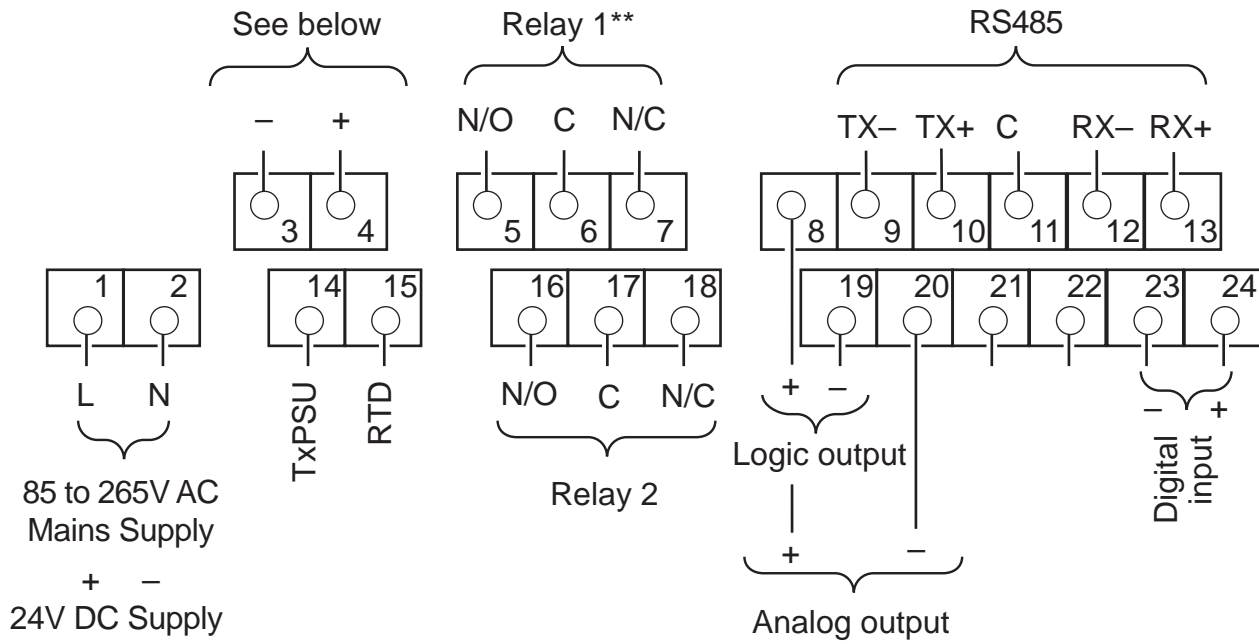 See below
Relay 1**
RS485
– +
N/O C N/C
TX– TX+ C RX– RX+
3 4
5 6 7
8 9 10 11 12 13
1 2
14 15
16 17 18
19 20 21 22 23 24
L N
TxPSU
RTD
N/O C N/C
+ –
– +
85 to 265V AC
Mains Supply
Relay 2
Logic output
Digital
input
+ –
24V DC Supply
+ –
Analog output